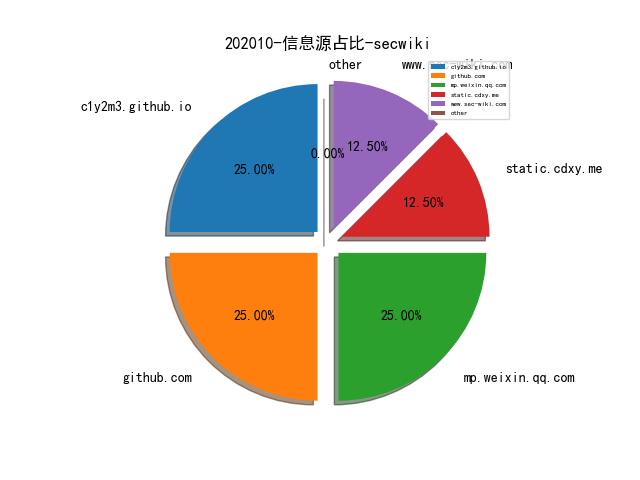 202010-信息源占比-secwiki
other
c1y2m3.github.io
github.com
mp.weixin.qq.com
static.cdxy.me
www.sec-wiki.com
other
c1y2m3.github.io
0.00%
12.50%
25.00%
static.cdxy.me
12.50%
25.00%
25.00%
github.com
mp.weixin.qq.com